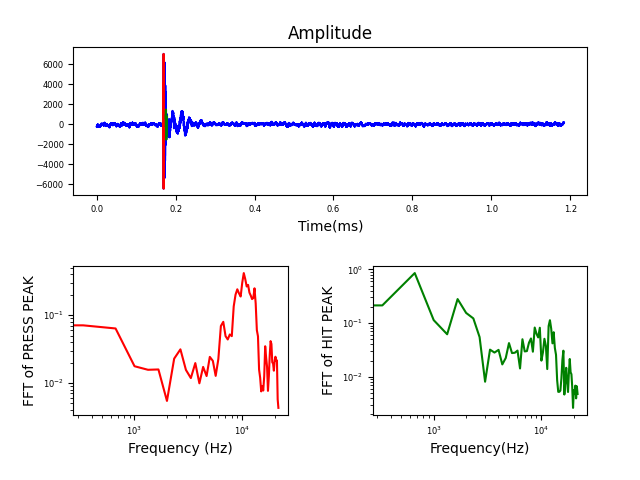 Amplitude
6000
4000
2000
0
−2000
−4000
−6000
0.0 0.2 0.4 0.6 0.8 1.0 1.2
Time(ms)
FFT of PRESS PEAK
10⁻¹
10⁻²
10³ 10⁴
Frequency (Hz)
FFT of HIT PEAK
10⁰
10⁻¹
10⁻²
10³ 10⁴
Frequency(Hz)